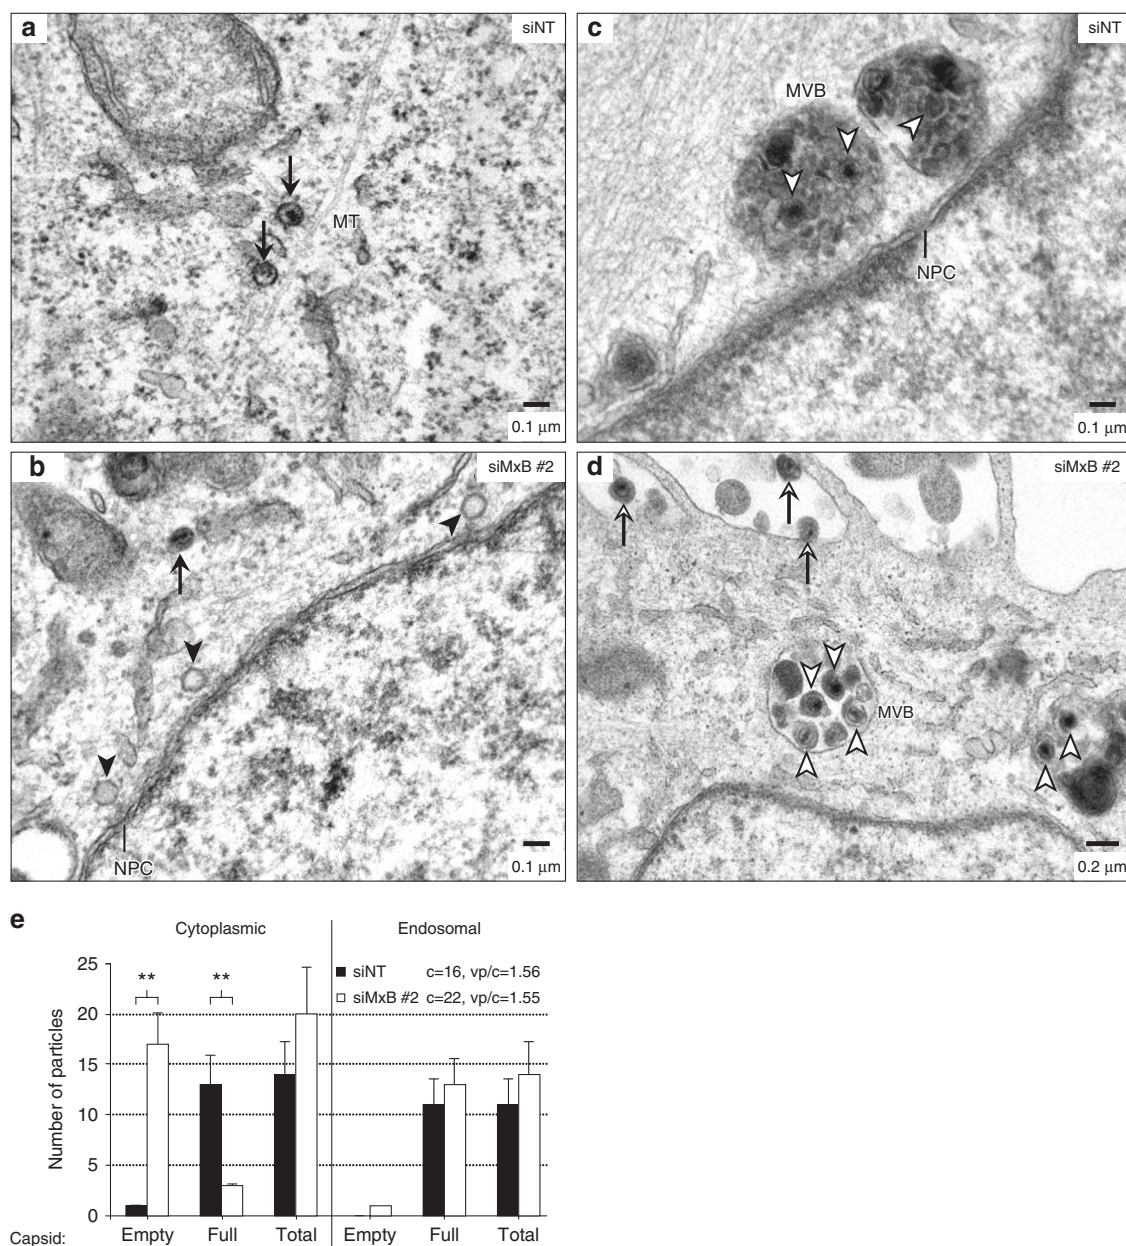 a
siNT
MT
0.1 µm
c
siNT
MVB
NPC
0.1 µm
b
siMxB #2
NPC
0.1 µm
d
siMxB #2
MVB
0.2 µm
e
Cytoplasmic
Endosomal
siNT c=16, vp/c=1.56
siMxB #2 c=22, vp/c=1.55
** **
Number of particles
25
20
15
10
5
0
Capsid: Empty Full Total Empty Full Total